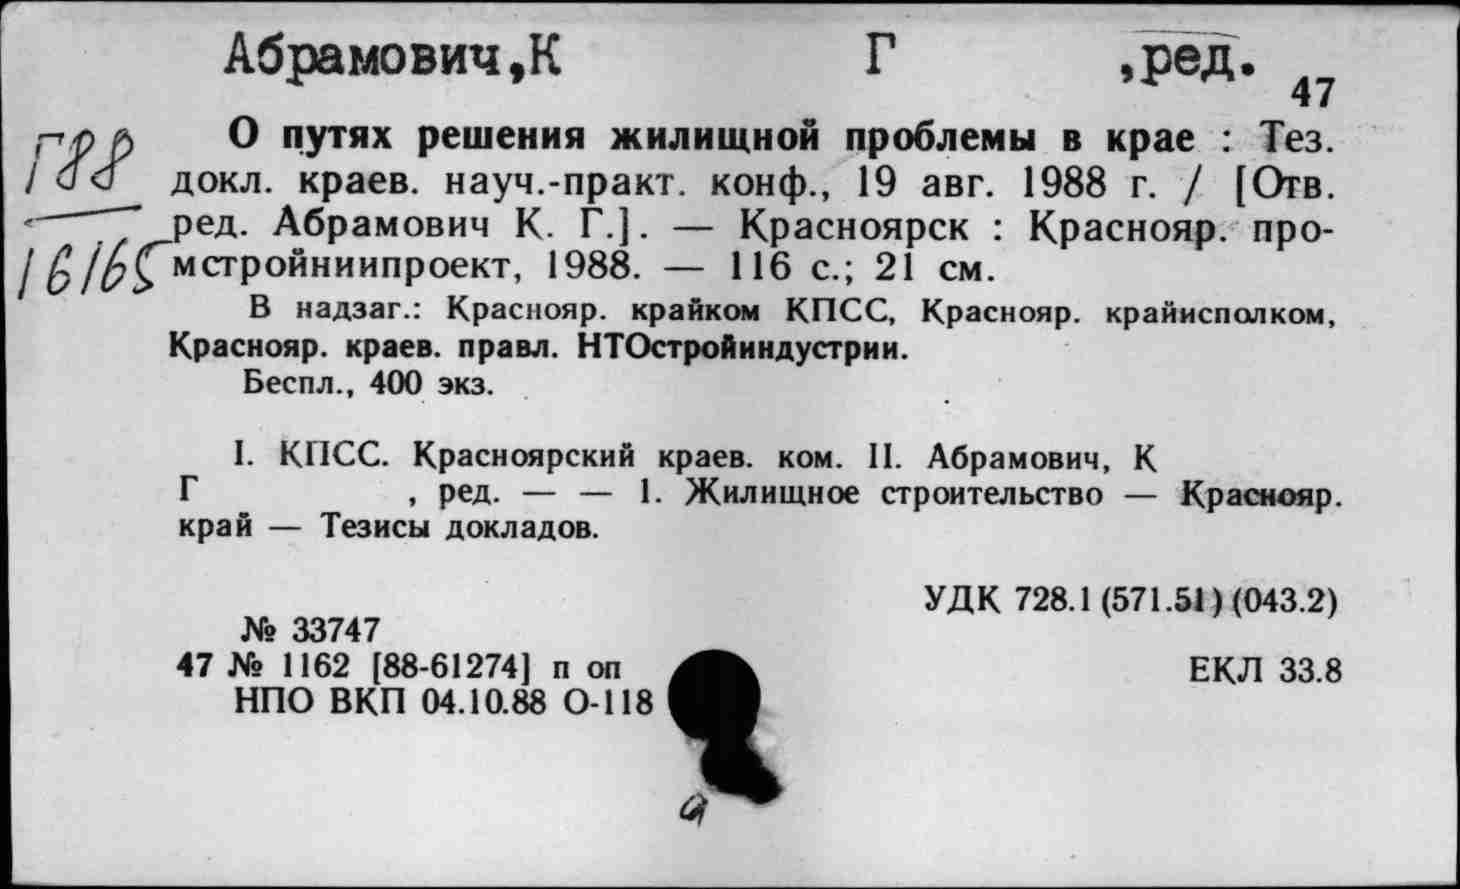 Абрамович,К Г ,ред.
47
Г88
16165
О путях решения жилищной проблемы в крае : Тез.
докл. краев. науч.-практ. конф., 19 авг. 1988 г. / [Отв.
ред. Абрамович К. Г.]. — Красноярск : Краснояр. про-
мстройниипроект, 1988. — 116 с.; 21 см.
В надзаг.: Краснояр. крайком КПСС, Краснояр. крайисполком,
Краснояр. краев. правл. НТОстройиндустрии.
Беспл., 400 экз.
I. КПСС. Красноярский краев. ком. II. Абрамович, К
Г , ред. — — 1. Жилищное строительство — Краснояр.
край — Тезисы докладов.
УДК 728.1 (571.51) (043.2)
№ 33747
47 № 1162 [88-61274] п оп
ЕКЛ 33.8
НПО ВКП 04.10.88 О-118